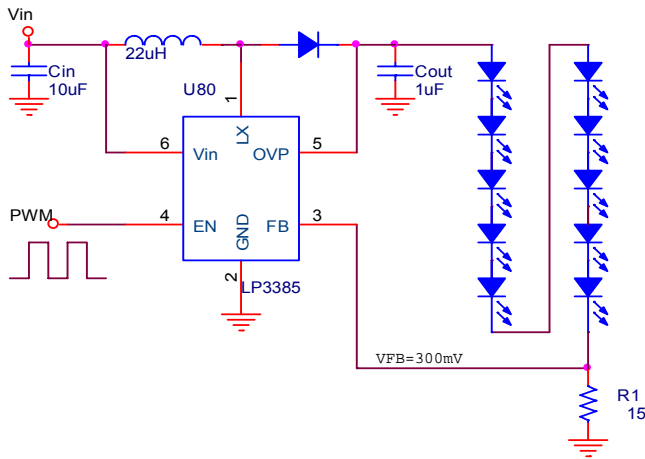 Vin
22uH
Cin
10uF
Cout
1uF
U80
1
LX
6
Vin
OVP
5
PWM
4
EN
GND
FB
3
2
LP3385
VFB=300mV
R1
15